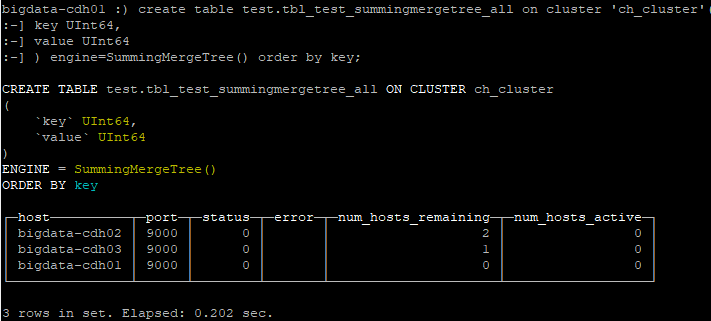 bigdata-cdh01 :) create table test.tbl_test_summingmergetree_all on cluster 'ch_cluster'(
:-] key UInt64,
:-] value UInt64
:-] ) engine=SummingMergeTree() order by key;
CREATE TABLE test.tbl_test_summingmergetree_all ON CLUSTER ch_cluster
(
`key` UInt64,
`value` UInt64
)
ENGINE = SummingMergeTree()
ORDER BY key
host port status error num_hosts_remaining num_hosts_active
bigdata-cdh02 9000 0 2 0
bigdata-cdh03 9000 0 1 0
bigdata-cdh01 9000 0 0 0
3 rows in set. Elapsed: 0.202 sec.